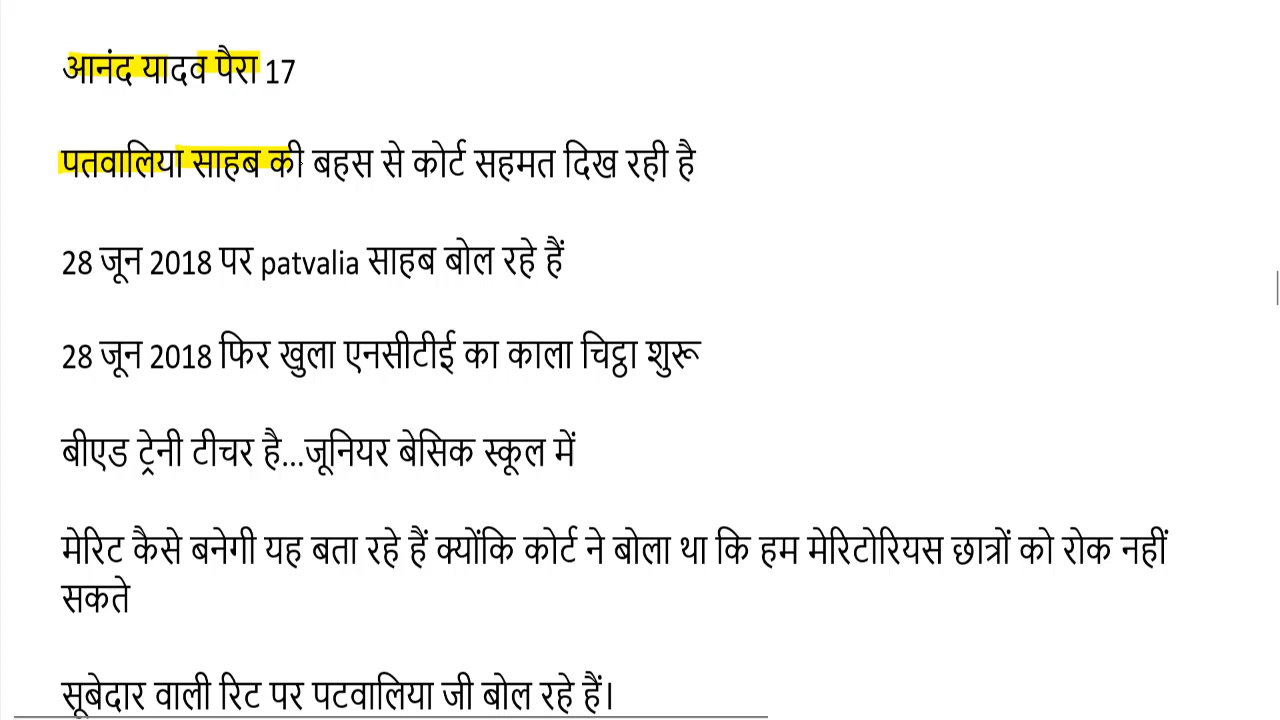 आनंद यादव पैरा 17
पतवालिया साहब की बहस से कोर्ट सहमत दिख रही है
28 जून 2018 पर patvalia साहब बोल रहे हैं
28 जून 2018 फिर खुला एनसीटीई का काला चिट्ठा शुरू
बीएड ट्रेनी टीचर है...जूनियर बेसिक स्कूल में
मेरिट कैसे बनेगी यह बता रहे हैं क्योंकि कोर्ट ने बोला था कि हम मेरिटोरियस छात्रों को रोक नहीं
सकते
सूबेदार वाली रिट पर पटवालिया जी बोल रहे हैं।